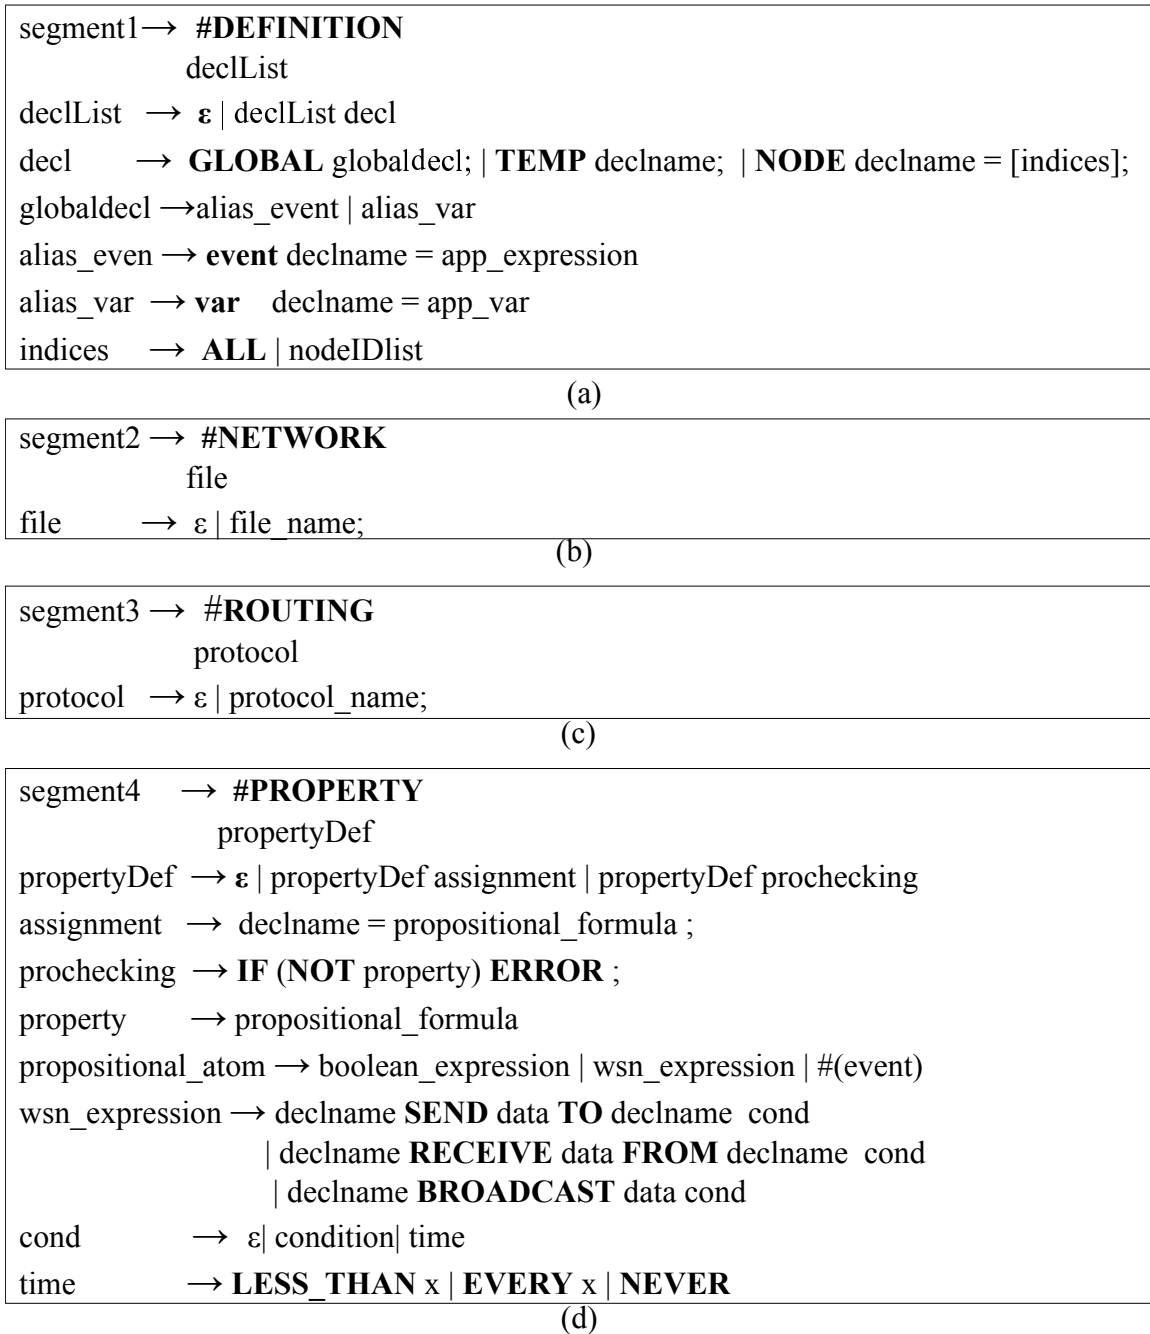 segment1→ #DEFINITION
declList
declList → ε | declList decl
decl → GLOBAL globaldecl; | TEMP declname; | NODE declname = [indices];
globaldecl →alias_event | alias_var
alias_even → event declname = app_expression
alias_var → var declname = app_var
indices → ALL | nodeIDlist
(a)
segment2 → #NETWORK
file
file → ε | file_name;
(b)
segment3 → #ROUTING
protocol
protocol → ε | protocol_name;
(c)
segment4 → #PROPERTY
propertyDef
propertyDef → ε | propertyDef assignment | propertyDef prochecking
assignment → declname = propositional_formula ;
prochecking → IF (NOT property) ERROR ;
property → propositional_formula
propositional_atom → boolean_expression | wsn_expression | #(event)
wsn_expression → declname SEND data TO declname cond
| declname RECEIVE data FROM declname cond
| declname BROADCAST data cond
cond → ε| condition| time
time → LESS_THAN x | EVERY x | NEVER
(d)